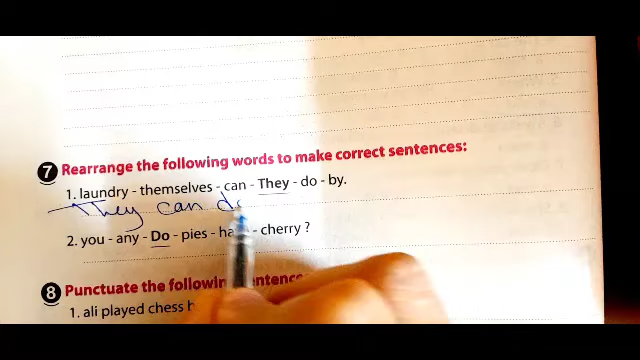 7 Rearrange the following words to make correct sentences:
1. laundry - themselves - can - They - do - by.
They can d
2. you - any - Do - pies - - cherry ?
8 Punctuate the following
1. ali played chess